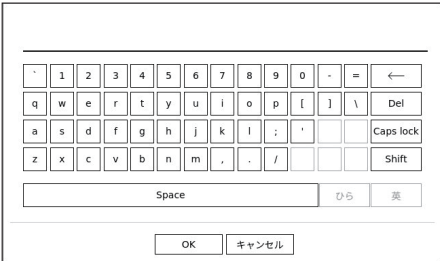 ` 1 2 3 4 5 6 7 8 9 0 - = ←
q w e r t y u i o p [ ] \ Del
a s d f g h j k l ; ' Caps lock
z x c v b n m , . / Shift
Space ひら 英
OK キャンセル